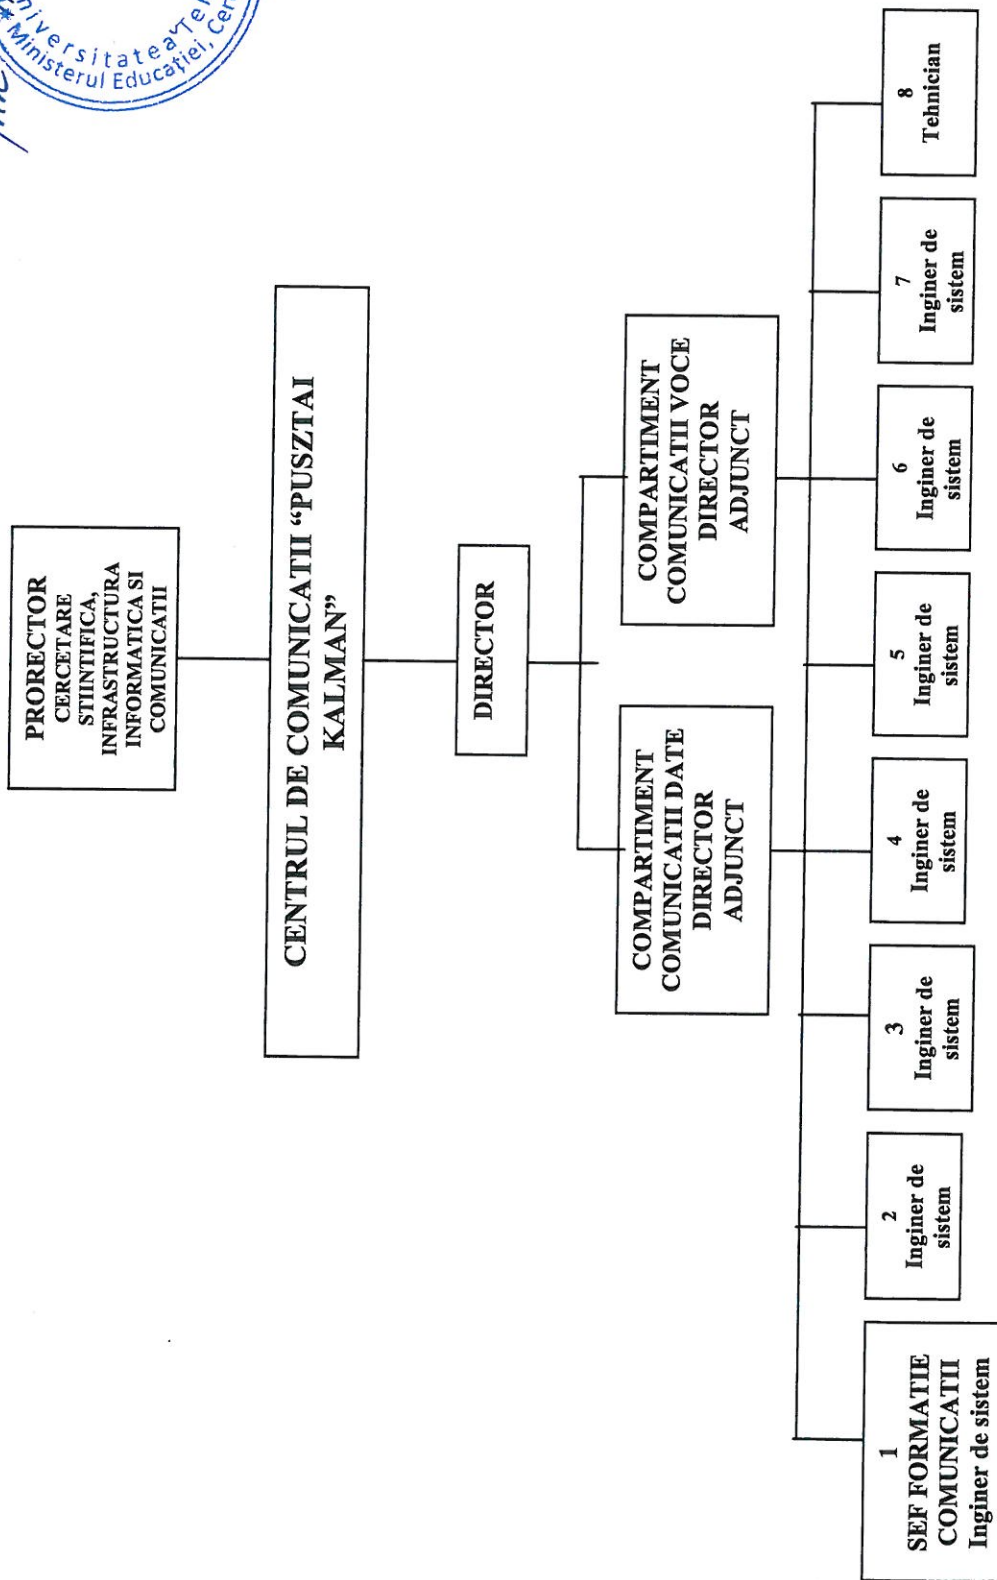 niversitatea Te
* Ministerul Educației, Cer
PRORECTOR
CERCETARE
STIINTIFICA,
INFRASTRUCTURA
INFORMATICA SI
COMUNICATII
CENTRUL DE COMUNICATII “PUSZTAI
KALMAN”
DIRECTOR
COMPARTIMENT
COMUNICATII DATE
DIRECTOR
ADJUNCT
COMPARTIMENT
COMUNICATII VOCE
DIRECTOR
ADJUNCT
1
SEF FORMATIE
COMUNICATII
Inginer de sistem
2
Inginer de
sistem
3
Inginer de
sistem
4
Inginer de
sistem
5
Inginer de
sistem
6
Inginer de
sistem
7
Inginer de
sistem
8
Tehnician